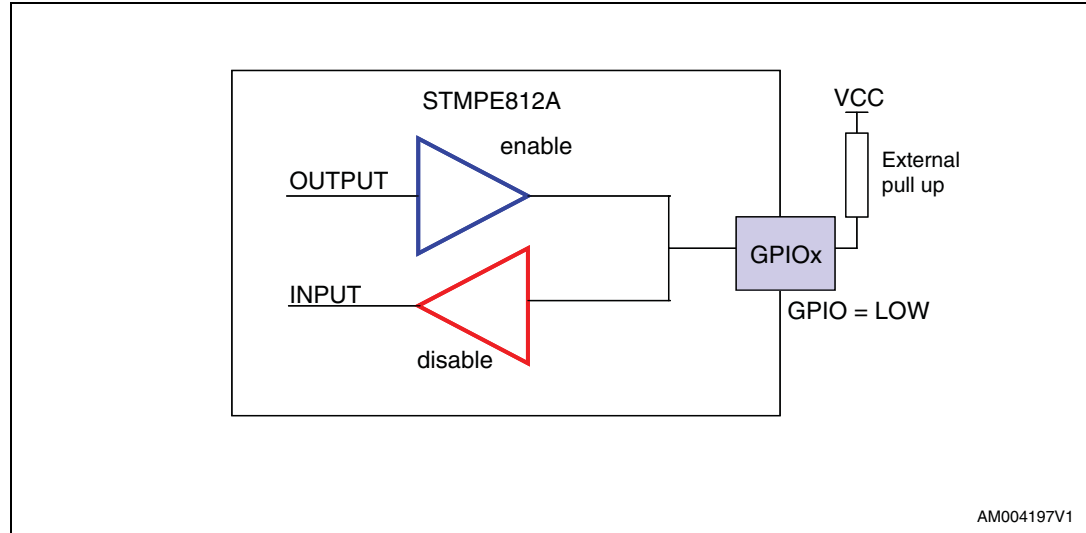 STMPE812A
VCC
enable
External
pull up
OUTPUT
GPIOx
INPUT
GPIO = LOW
disable
AM004197V1